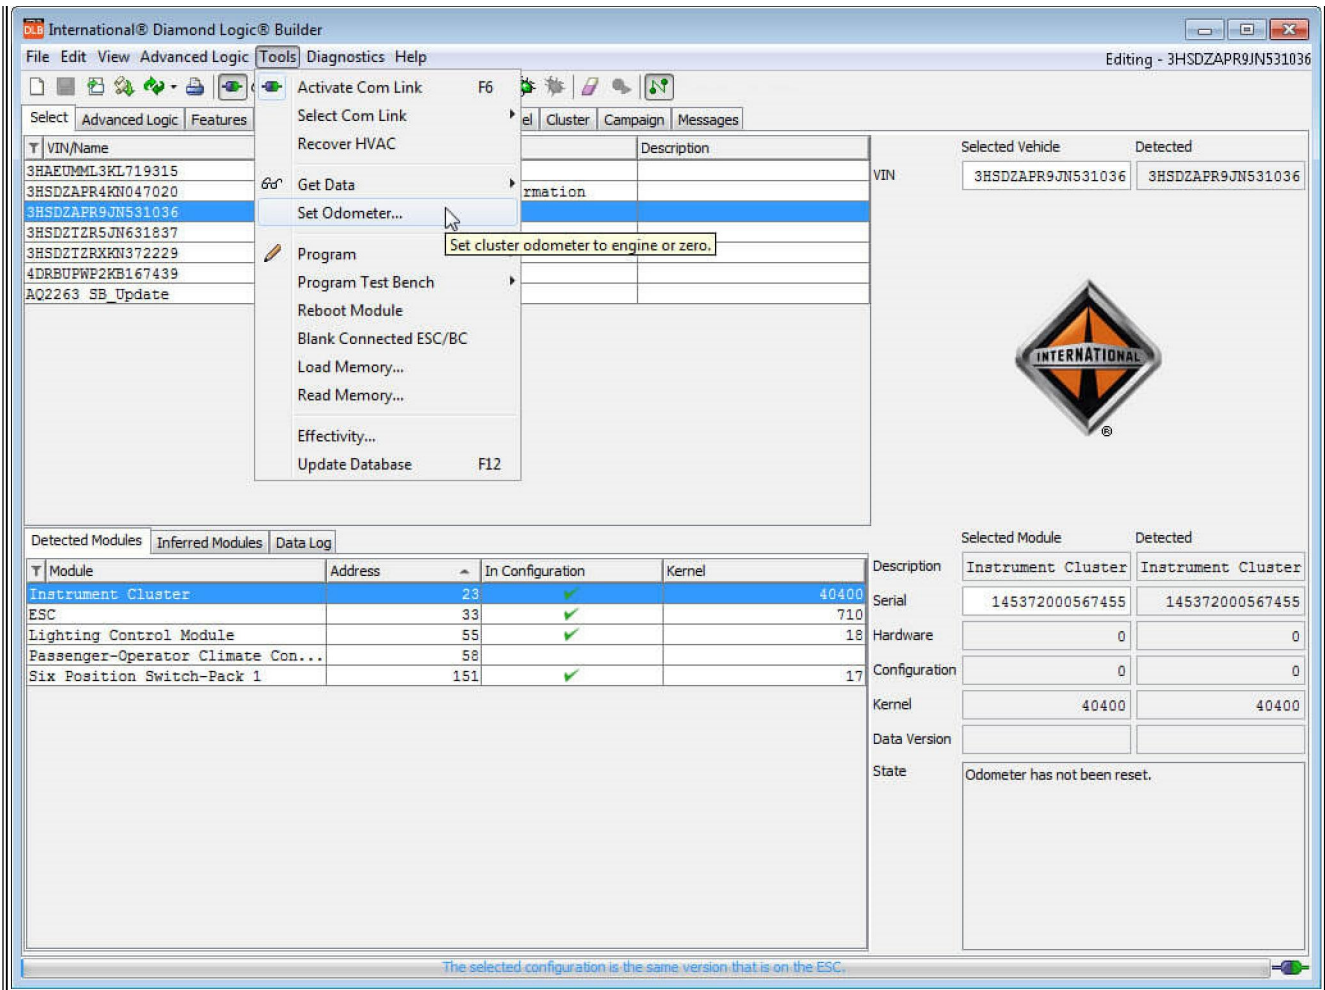 DLB International® Diamond Logic® Builder
File Edit View Advanced Logic Tools Diagnostics Help
Editing - 3HSDZAPR9JN531036
Activate Com Link F6
Select Com Link
Recover HVAC
Get Data
Set Odometer...
Set cluster odometer to engine or zero.
Program
Program Test Bench
Reboot Module
Blank Connected ESC/BC
Load Memory...
Read Memory...
Effectivity...
Update Database F12
Select Advanced Logic Features el Cluster Campaign Messages
VIN/Name Description
3HAEUMML3KL719315
3HSDZAPR4KN047020 rmation
3HSDZAPR9JN531036
3HSDZTZR5JN631837
3HSDZTZRXKN372229
4DRBUPWP2KB167439
AQ2263 SB_Update
Selected Vehicle Detected
VIN 3HSDZAPR9JN531036 3HSDZAPR9JN531036
INTERNATIONAL
®
Detected Modules Inferred Modules Data Log
Module Address In Configuration Kernel
Instrument Cluster 23 40400
ESC 33 710
Lighting Control Module 55 18
Passenger-Operator Climate Con... 58
Six Position Switch-Pack 1 151 17
Selected Module Detected
Description Instrument Cluster Instrument Cluster
Serial 145372000567455 145372000567455
Hardware 0 0
Configuration 0 0
Kernel 40400 40400
Data Version
State Odometer has not been reset.
The selected configuration is the same version that is on the ESC.